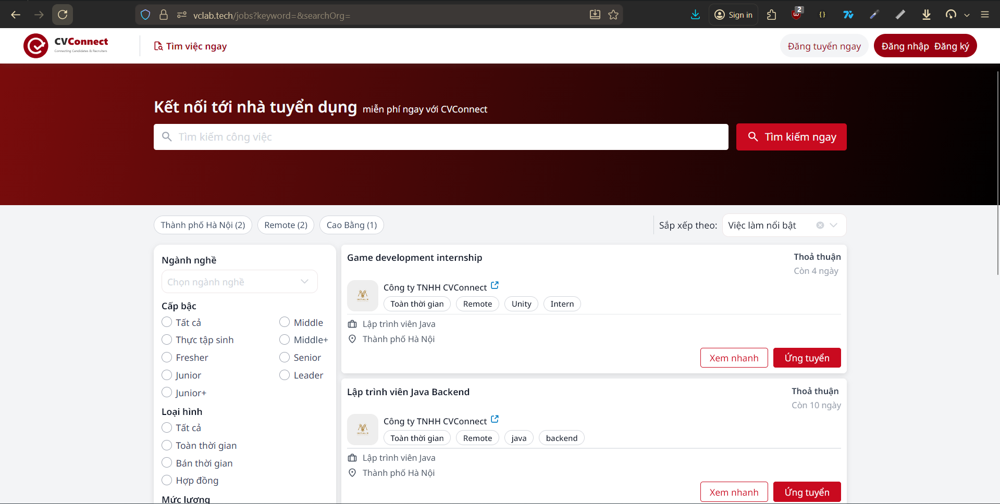 vclab.tech/jobs?keyword=&searchOrg=
Sign in
2
CVConnect
Connecting Candidates & Recruiters
Tìm việc ngay
Đăng tuyển ngay
Đăng nhập Đăng ký
Kết nối tới nhà tuyển dụng miễn phí ngay với CVConnect
Tìm kiếm công việc
Tìm kiếm ngay
Thành phố Hà Nội (2)
Remote (2)
Cao Bằng (1)
Sắp xếp theo:
Việc làm nổi bật
Ngành nghề
Chọn ngành nghề
Cấp bậc
Tất cả
Middle
Thực tập sinh
Middle+
Fresher
Senior
Junior
Leader
Junior+
Loại hình
Tất cả
Toàn thời gian
Bán thời gian
Hợp đồng
Mức lương
Game development internship
Thoả thuận
Còn 4 ngày
Công ty TNHH CVConnect
Toàn thời gian
Remote
Unity
Intern
Lập trình viên Java
Thành phố Hà Nội
Xem nhanh
Ứng tuyển
Lập trình viên Java Backend
Thoả thuận
Còn 10 ngày
Công ty TNHH CVConnect
Toàn thời gian
Remote
java
backend
Lập trình viên Java
Thành phố Hà Nội
Xem nhanh
Ứng tuyển